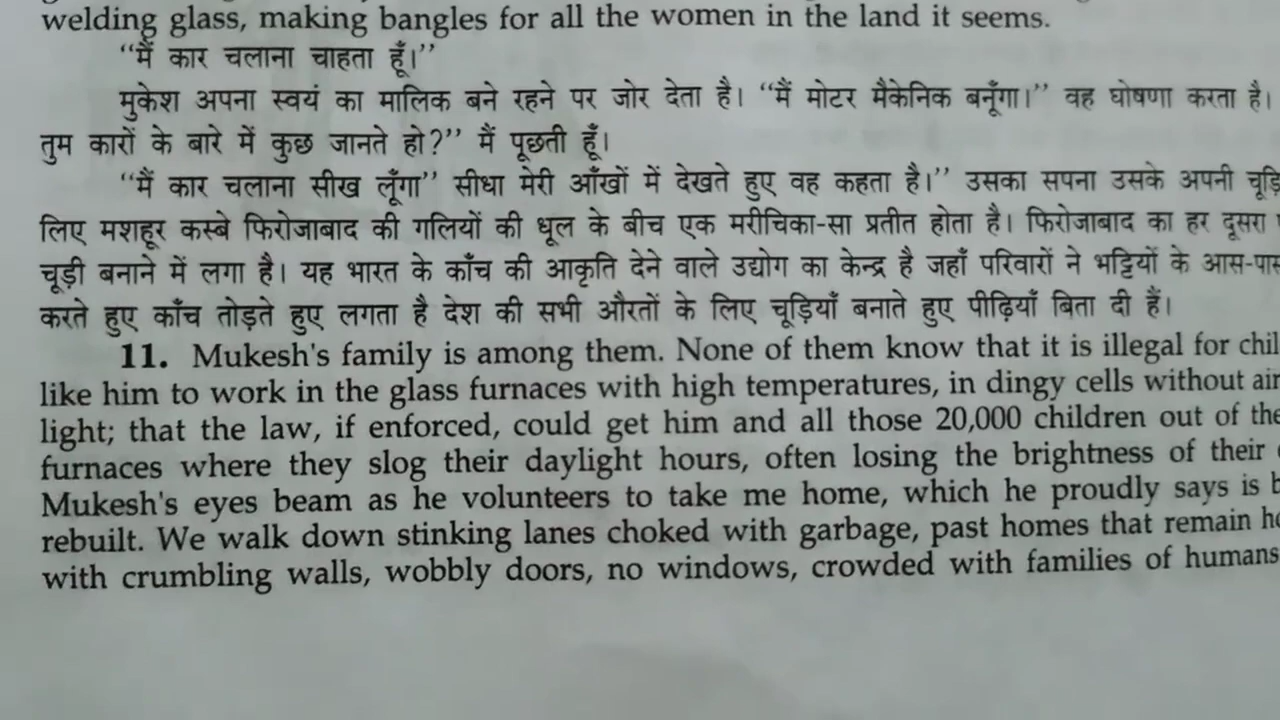 welding glass, making bangles for all the women in the land it seems.
“मैं कार चलाना चाहता हूँ।”
मुकेश अपना स्वयं का मालिक बने रहने पर जोर देता है। “मैं मोटर मैकेनिक बनूँगा।” वह घोषणा करता है।
तुम कारों के बारे में कुछ जानते हो?” मैं पूछती हूँ।
“मैं कार चलाना सीख लूँगा” सीधा मेरी आँखों में देखते हुए वह कहता है।” उसका सपना उसके अपनी
लिए मशहूर कस्बे फिरोजाबाद की गलियों की धूल के बीच एक मरीचिका-सा प्रतीत होता है। फिरोजाबाद का हर दूसरा
चूड़ी बनाने में लगा है। यह भारत के काँच की आकृति देने वाले उद्योग का केन्द्र है जहाँ परिवारों ने भट्टियों के आस-पास
करते हुए काँच तोड़ते हुए लगता है देश की सभी औरतों के लिए चूड़ियाँ बनाते हुए पीढ़ियाँ बिता दी हैं।
11. Mukesh's family is among them. None of them know that it is illegal for
like him to work in the glass furnaces with high temperatures, in dingy cells without air
light; that the law, if enforced, could get him and all those 20,000 children out of the
furnaces where they slog their daylight hours, often losing the brightness of their
Mukesh's eyes beam as he volunteers to take me home, which he proudly says is
rebuilt. We walk down stinking lanes choked with garbage, past homes that remain
with crumbling walls, wobbly doors, no windows, crowded with families of humans